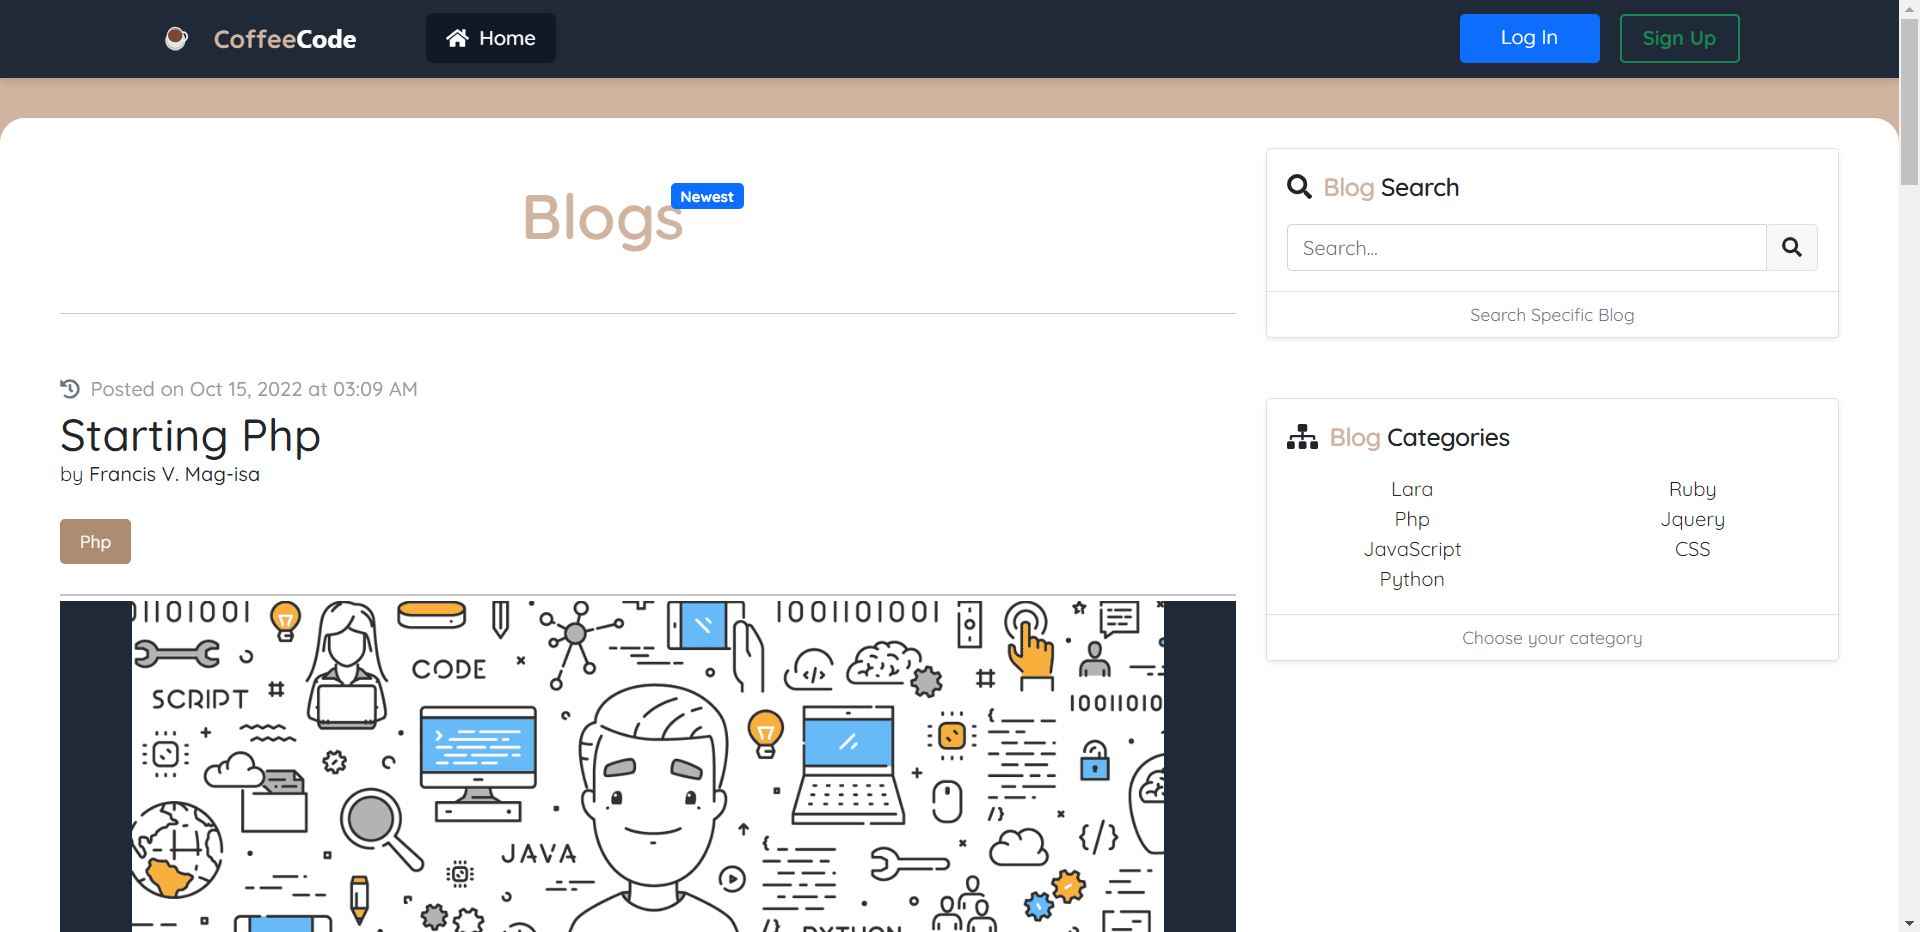 CoffeeCode
Home
Log In
Sign Up
Blogs
Newest
Posted on Oct 15, 2022 at 03:09 AM
Starting Php
by Francis V. Mag-isa
Php
Blog Search
Search...
Search Specific Blog
Blog Categories
Lara
Ruby
Php
Jquery
JavaScript
CSS
Python
Choose your category
1001101001
CODE
SCRIPT
10011010
JAVA
PYTHON